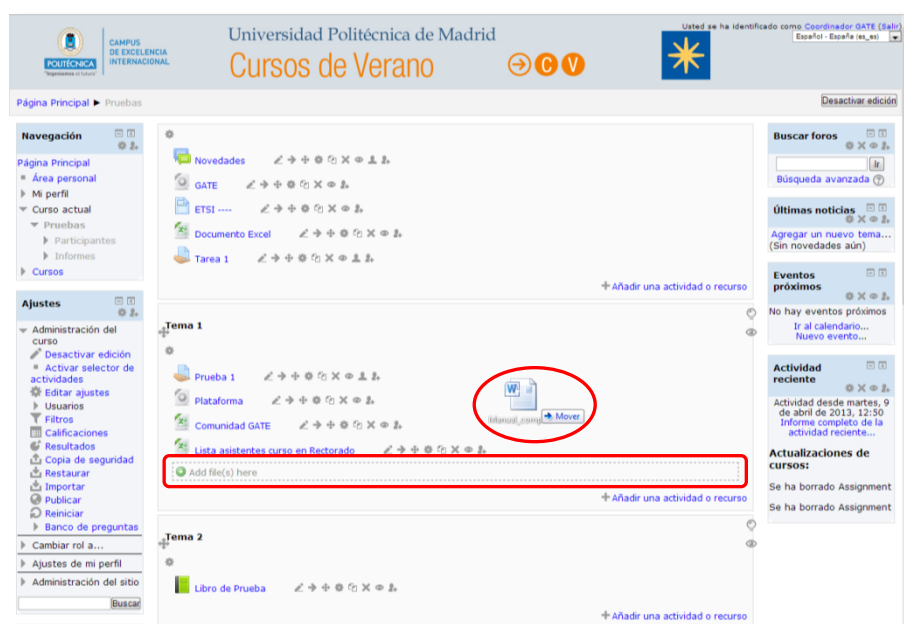 POLITÉCNICA
"Ingeniamos el futuro"
CAMPUS
DE EXCELENCIA
INTERNACIONAL
Universidad Politécnica de Madrid
Cursos de Verano
C V
Usted se ha identificado como Coordinador GATE (Salir)
Español - España (es_es)
Página Principal ► Pruebas
Desactivar edición
Navegación
Página Principal
Área personal
Mi perfil
Curso actual
Pruebas
Participantes
Informes
Cursos
Ajustes
Administración del
curso
Desactivar edición
Activar selector de
actividades
Editar ajustes
Usuarios
Filtros
Calificaciones
Resultados
Copia de seguridad
Restaurar
Importar
Publicar
Reiniciar
Banco de preguntas
Cambiar rol a...
Ajustes de mi perfil
Administración del sitio
Buscar
Novedades
GATE
ETSI ----
Documento Excel
Tarea 1
Añadir una actividad o recurso
Tema 1
Prueba 1
Plataforma
Comunidad GATE
Lista asistentes curso en Rectorado
Manual_comp
Mover
Add file(s) here
Añadir una actividad o recurso
Tema 2
Libro de Prueba
Añadir una actividad o recurso
Buscar foros
Ir
Búsqueda avanzada
Últimas noticias
Agregar un nuevo tema...
(Sin novedades aún)
Eventos
próximos
No hay eventos próximos
Ir al calendario...
Nuevo evento...
Actividad
reciente
Actividad desde martes, 9
de abril de 2013, 12:50
Informe completo de la
actividad reciente...
Actualizaciones de
cursos:
Se ha borrado Assignment
Se ha borrado Assignment